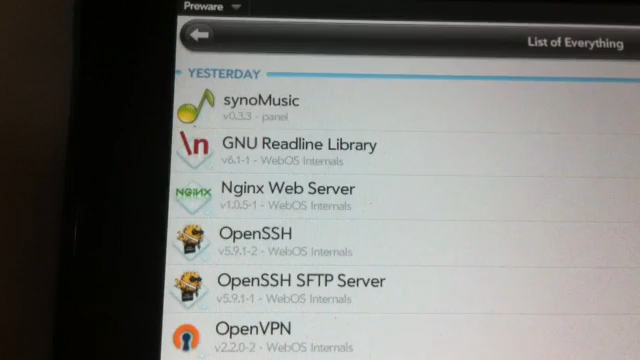 Preware
List of Everything
YESTERDAY
synoMusic
v0.3.3 - panel
\n
GNU Readline Library
v6.1-1 - WebOS Internals
NGINX
Nginx Web Server
v1.0.5-1 - WebOS Internals
OpenSSH
v5.9.1-2 - WebOS Internals
OpenSSH SFTP Server
v5.9.1-1 - WebOS Internals
OpenVPN
v2.2.0-2 - WebOS Internals